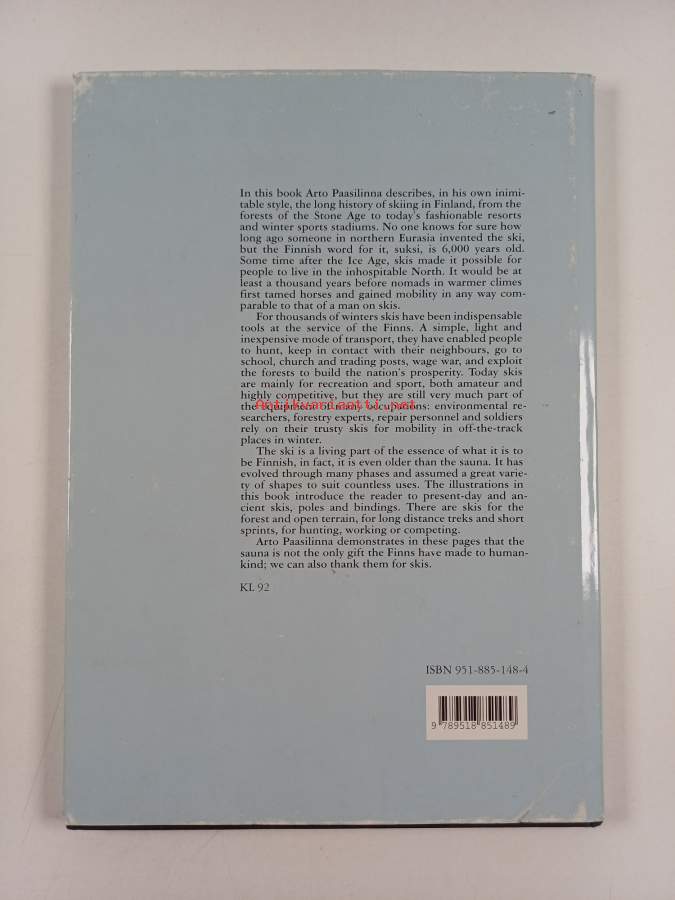 In this book Arto Paasilinna describes, in his own inimi-
table style, the long history of skiing in Finland, from the
forests of the Stone Age to today's fashionable resorts
and winter sports stadiums. No one knows for sure how
long ago someone in northern Eurasia invented the ski,
but the Finnish word for it, suksi, is 6,000 years old.
Some time after the Ice Age, skis made it possible for
people to live in the inhospitable North. It would be at
least a thousand years before nomads in warmer climes
first tamed horses and gained mobility in any way com-
parable to that of a man on skis.
For thousands of winters skis have been indispensable
tools at the service of the Finns. A simple, light and
inexpensive mode of transport, they have enabled people
to hunt, keep in contact with their neighbours, go to
school, church and trading posts, wage war, and exploit
the forests to build the nation's prosperity. Today skis
are mainly for recreation and sport, both amateur and
highly competitive, but they are still very much part of
the equipment of many occupations: environmental re-
Antikvariaatti.net
searchers, forestry experts, repair personnel and soldiers
rely on their trusty skis for mobility in off-the-track
places in winter.
The ski is a living part of the essence of what it is to
be Finnish, in fact, it is even older than the sauna. It has
evolved through many phases and assumed a great varie-
ty of shapes to suit countless uses. The illustrations in
this book introduce the reader to present-day and an-
cient skis, poles and bindings. There are skis for the
forest and open terrain, for long distance treks and short
sprints, for hunting, working or competing.
Arto Paasilinna demonstrates in these pages that the
sauna is not the only gift the Finns have made to human-
kind; we can also thank them for skis.
KL 92
ISBN 951-885-148-4
9 789518 851489